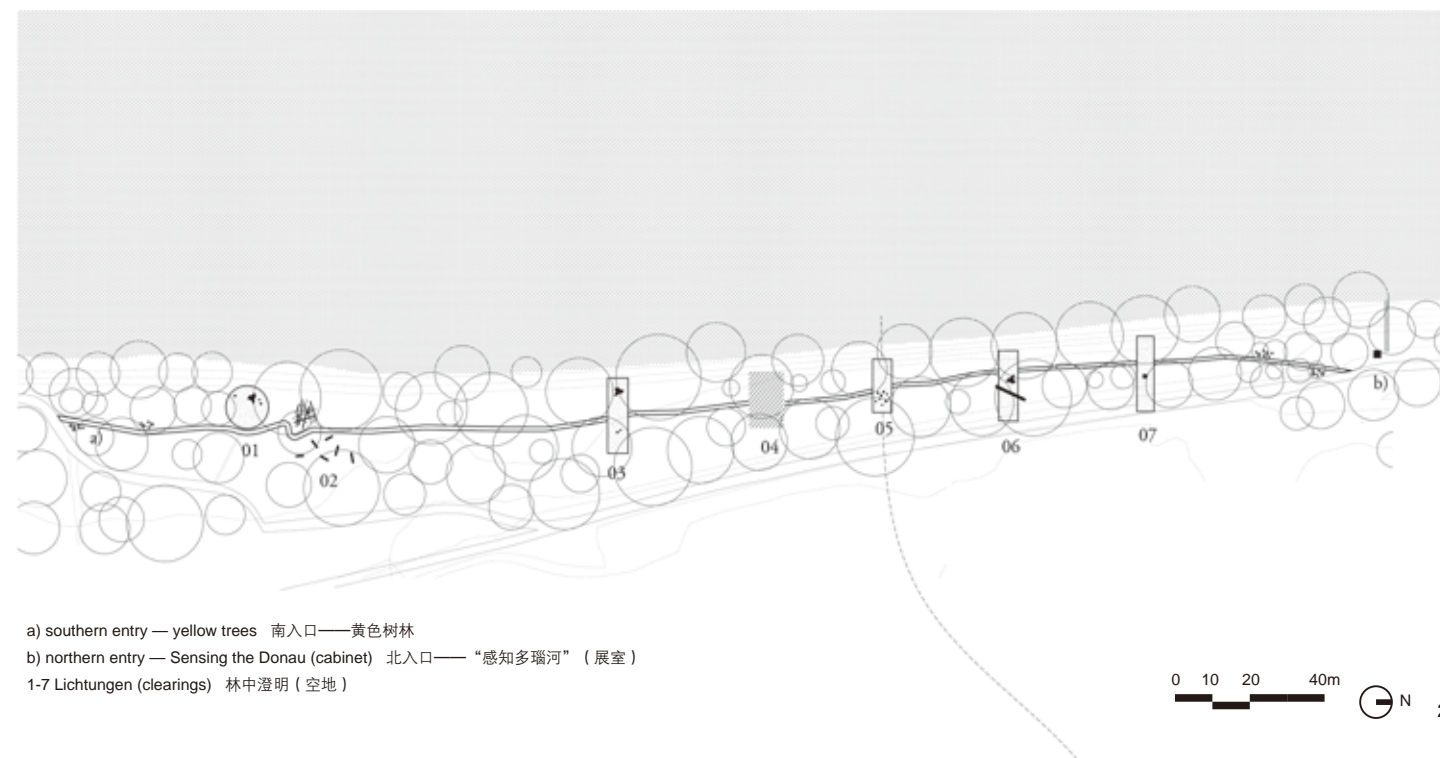 a)
01
02
03
04
05
06
07
b)
a) southern entry — yellow trees 南入口——黄色树林
b) northern entry — Sensing the Donau (cabinet) 北入口——“感知多瑙河”（展室）
1-7 Lichtungen (clearings) 林中澄明（空地）
0 10 20 40m
N